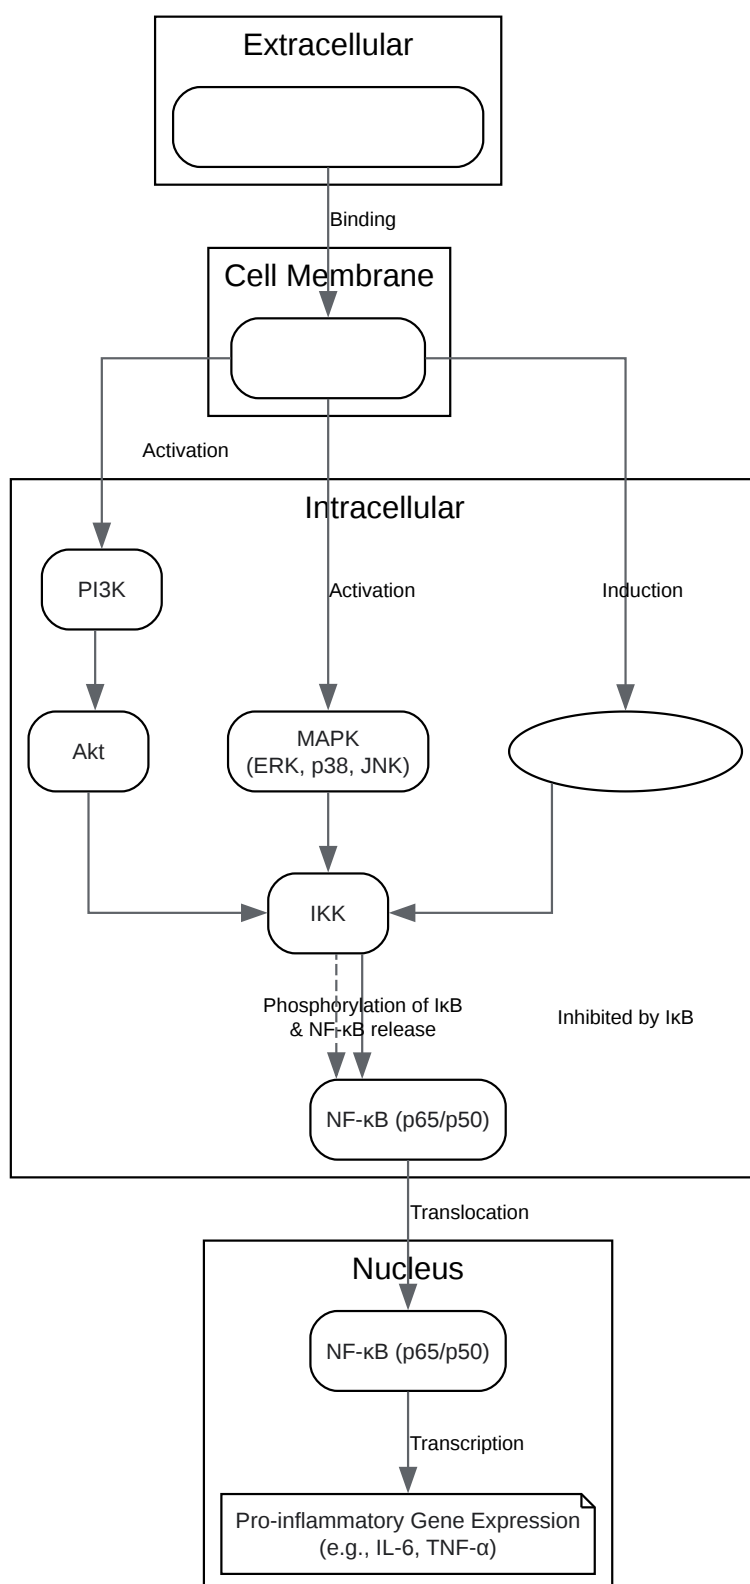 Extracellular
Binding
Cell Membrane
Activation
Intracellular
PI3K
Activation
Induction
Akt
MAPK
(ERK, p38, JNK)
IKK
Phosphorylation of IκB
& NF-κB release
Inhibited by IκB
NF-κB (p65/p50)
Translocation
Nucleus
NF-κB (p65/p50)
Transcription
Pro-inflammatory Gene Expression
(e.g., IL-6, TNF-α)